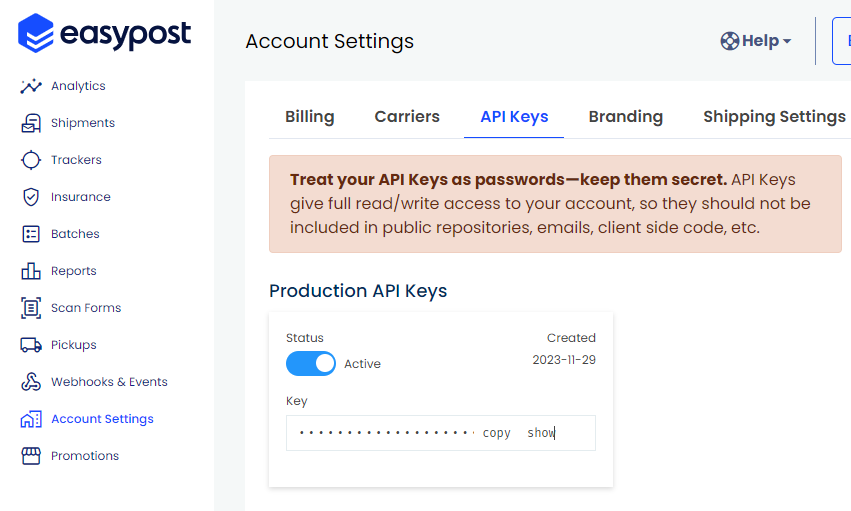 easypost
Analytics
Shipments
Trackers
Insurance
Batches
Reports
Scan Forms
Pickups
Webhooks & Events
Account Settings
Promotions
Account Settings
Help
Billing Carriers API Keys Branding Shipping Settings
Treat your API Keys as passwords—keep them secret. API Keys
give full read/write access to your account, so they should not be
included in public repositories, emails, client side code, etc.
Production API Keys
Status Created
Active 2023-11-29
Key
copy show